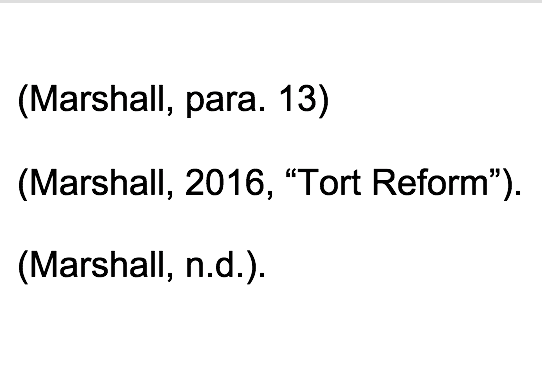 (Marshall, para. 13)
(Marshall, 2016, “Tort Reform”).
(Marshall, n.d.).